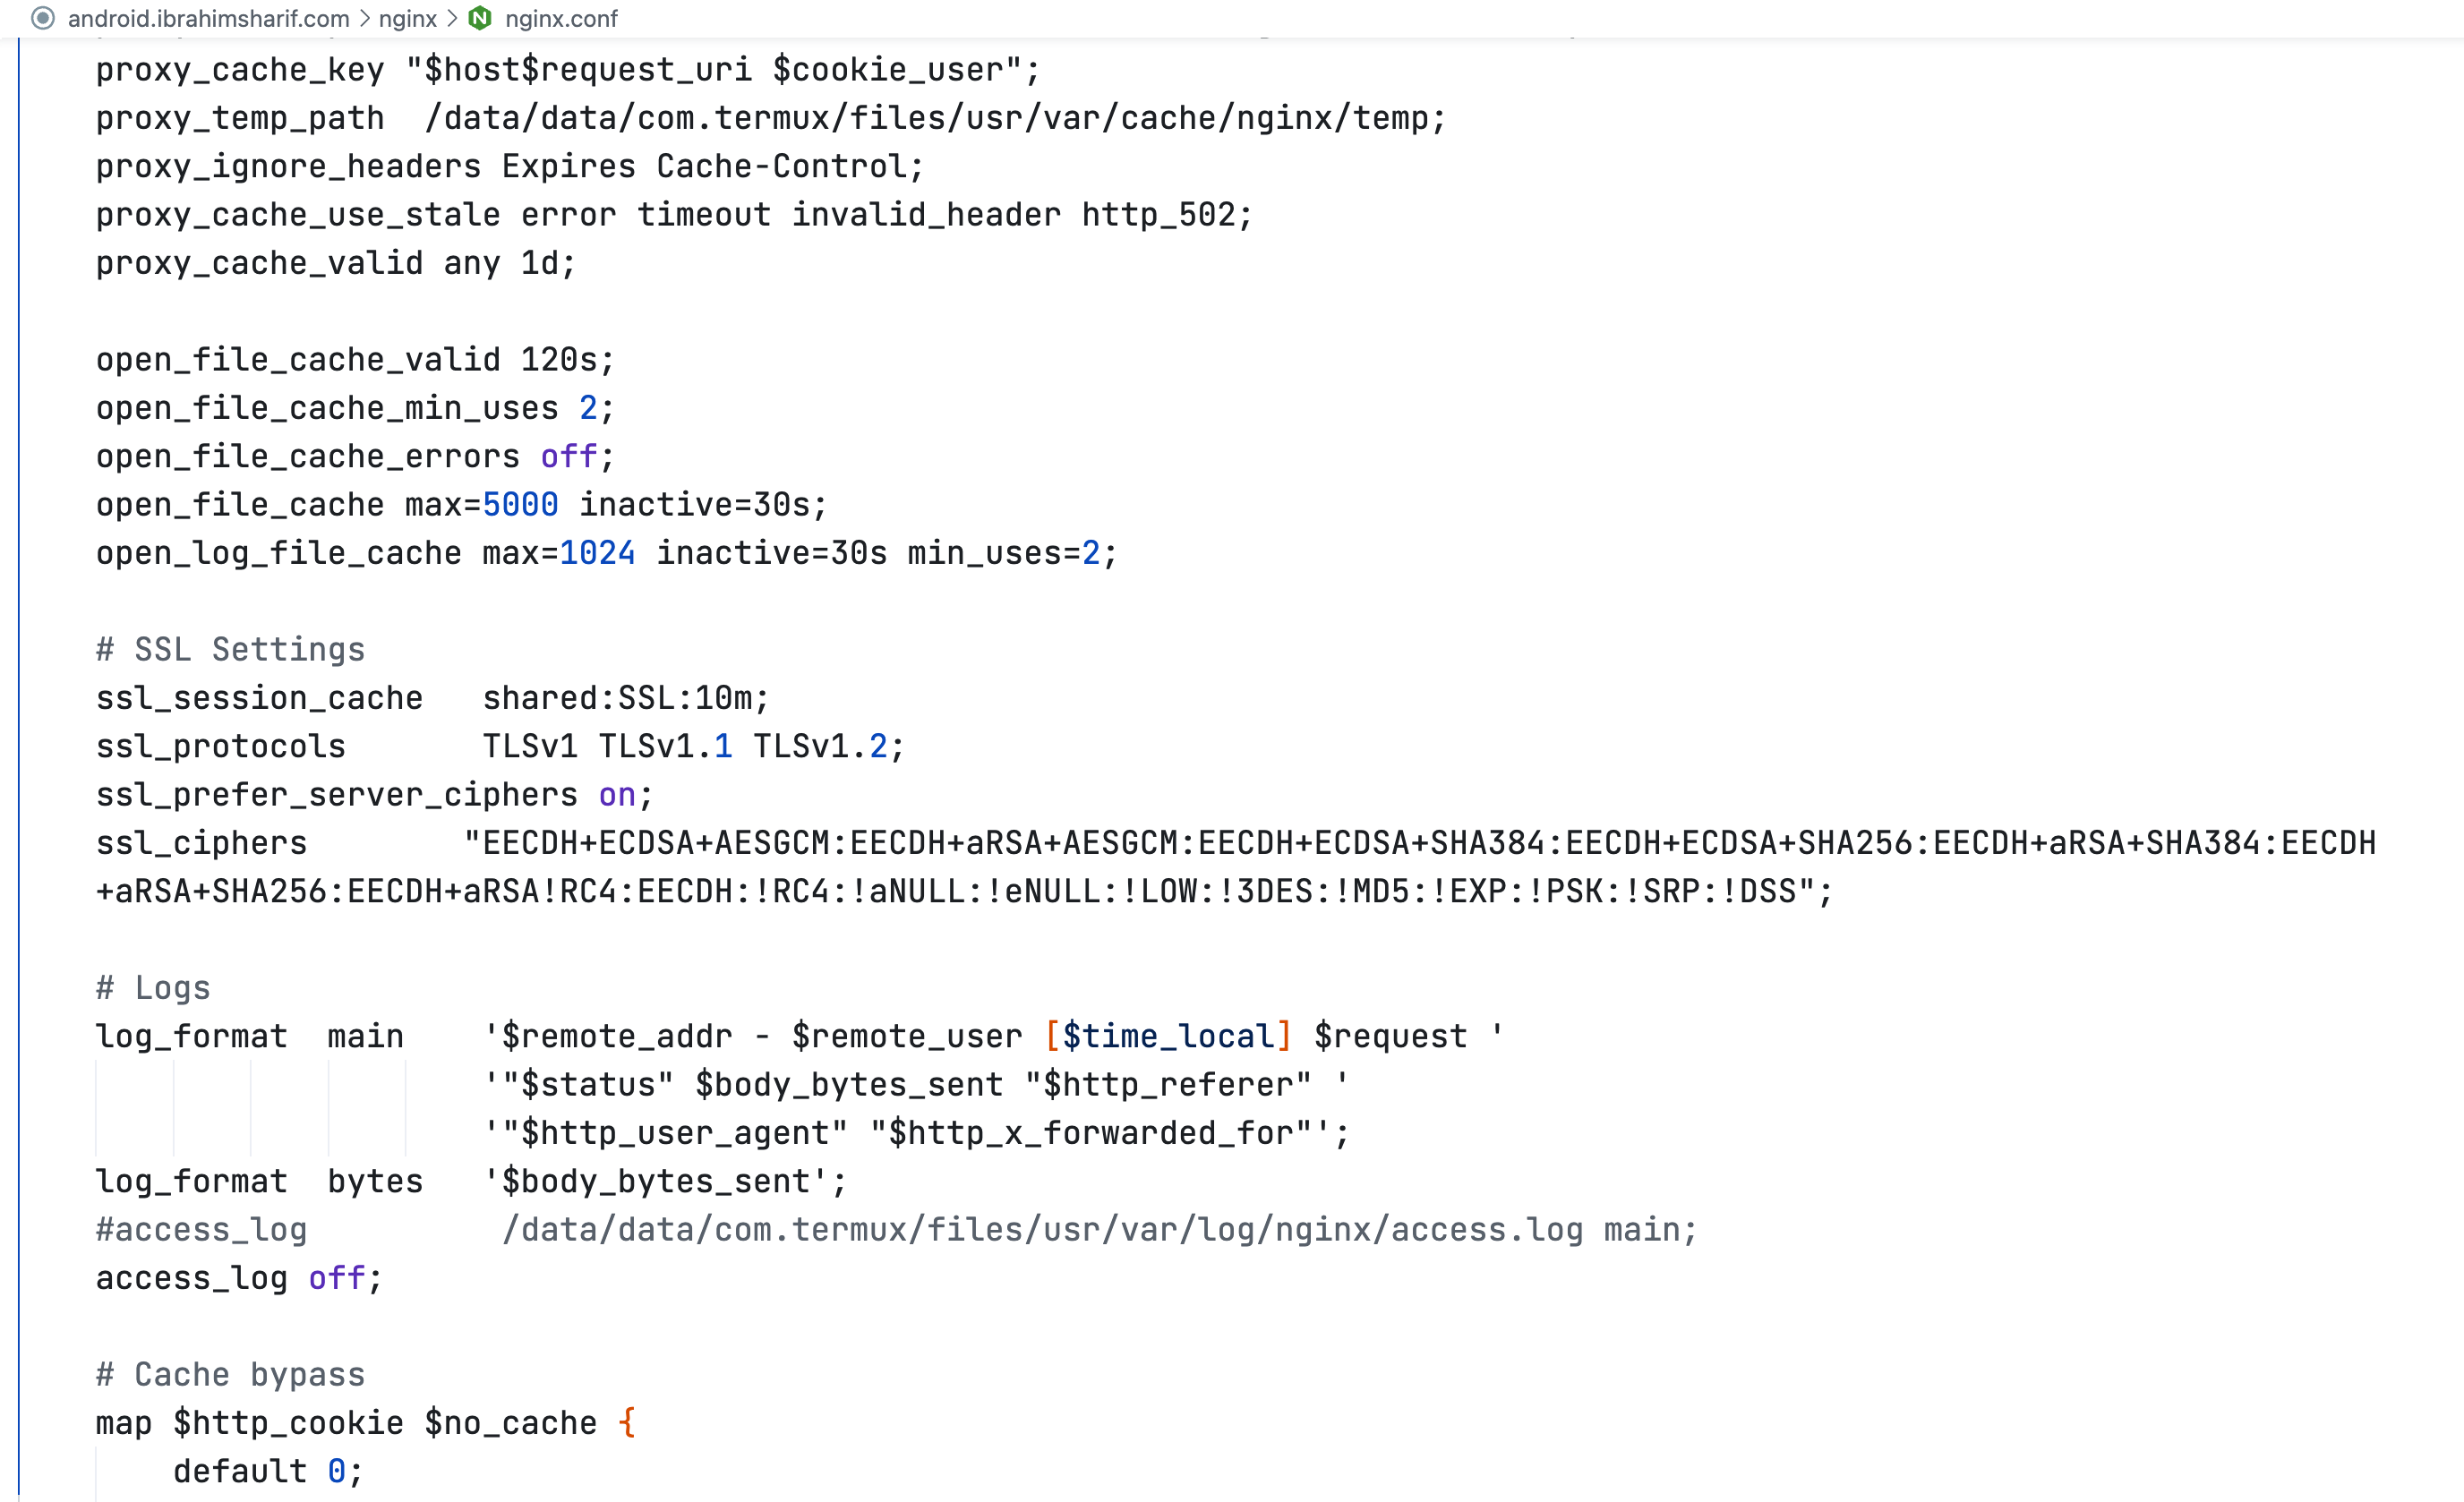 android.ibrahimsharif.com > nginx > nginx.conf
proxy_cache_key "$host$request_uri $cookie_user";
proxy_temp_path  /data/data/com.termux/files/usr/var/cache/nginx/temp;
proxy_ignore_headers Expires Cache-Control;
proxy_cache_use_stale error timeout invalid_header http_502;
proxy_cache_valid any 1d;
open_file_cache_valid 120s;
open_file_cache_min_uses 2;
open_file_cache_errors off;
open_file_cache max=5000 inactive=30s;
open_log_file_cache max=1024 inactive=30s min_uses=2;
# SSL Settings
ssl_session_cache   shared:SSL:10m;
ssl_protocols       TLSv1 TLSv1.1 TLSv1.2;
ssl_prefer_server_ciphers on;
ssl_ciphers        "EECDH+ECDSA+AESGCM:EECDH+aRSA+AESGCM:EECDH+ECDSA+SHA384:EECDH+ECDSA+SHA256:EECDH+aRSA+SHA384:EECDH
+aRSA+SHA256:EECDH+aRSA!RC4:EECDH:!RC4:!aNULL:!eNULL:!LOW:!3DES:!MD5:!EXP:!PSK:!SRP:!DSS";
# Logs
log_format  main    '$remote_addr - $remote_user [$time_local] $request '
'"$status" $body_bytes_sent "$http_referer" '
'"$http_user_agent" "$http_x_forwarded_for"';
log_format  bytes   '$body_bytes_sent';
#access_log          /data/data/com.termux/files/usr/var/log/nginx/access.log main;
access_log off;
# Cache bypass
map $http_cookie $no_cache {
default 0;